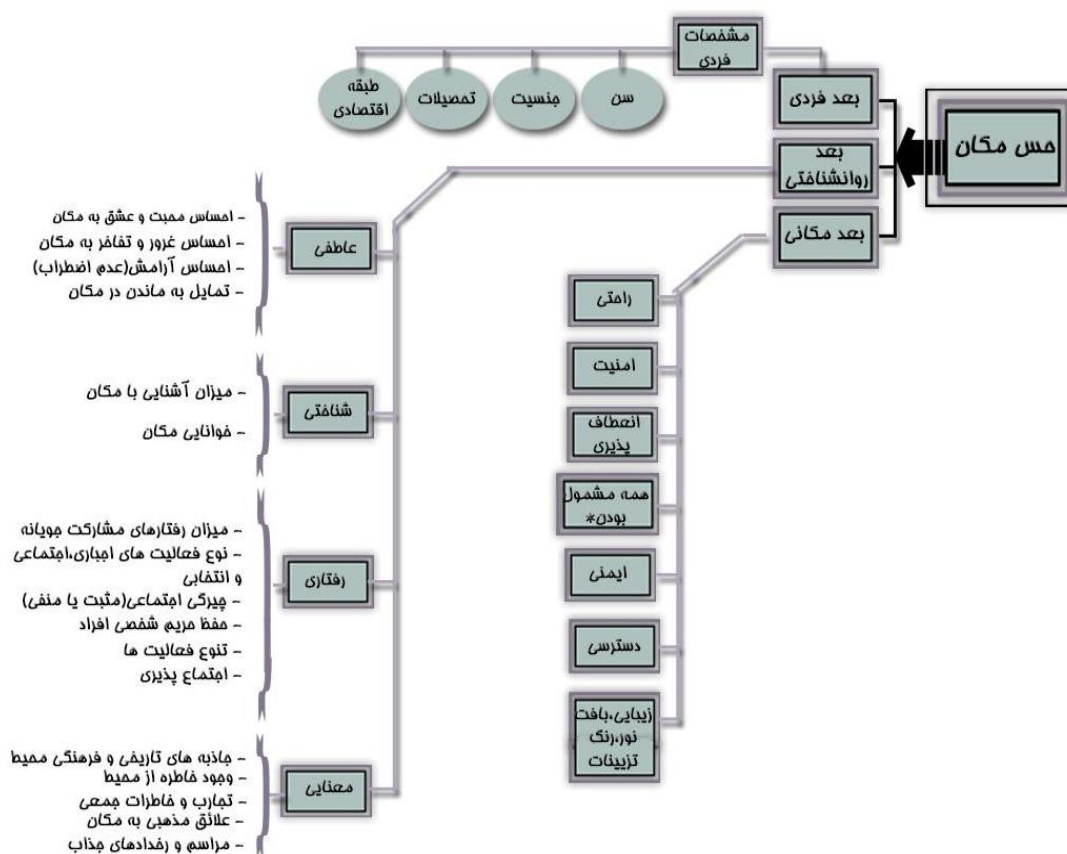 حس مکان
بعد فردی
مشخصات
فردی
سن
جنسیت
تحصیلات
طبقه
اقتصادی
بعد
روانشناختی
عاطفی
- احساس محبت و عشق به مکان
- احساس غرور و تفاخر به مکان
- احساس آرامش(عدم اضطراب)
- تمایل به ماندن در مکان
شناختی
- میزان آشنایی با مکان
- خوانایی مکان
رفتاری
- میزان رفتارهای مشارکت جویانه
- نوع فعالیت های اجباری،اجتماعی
و انتخابی
- چیرگی اجتماعی(مثبت یا منفی)
- حفظ حریم شخصی افراد
- تنوع فعالیت ها
- اجتماع پذیری
معنایی
- جاذبه های تاریخی و فرهنگی محیط
- وجود خاطره از محیط
- تجارب و خاطرات جمعی
- علائق مذهبی به مکان
- مراسم و رخدادهای جذاب
بعد مکانی
راحتی
امنیت
انعطاف
پذیری
همه مشمول
بودن*
ایمنی
دسترسی
زیبایی،بافت
نور،رنگ
تزیینات